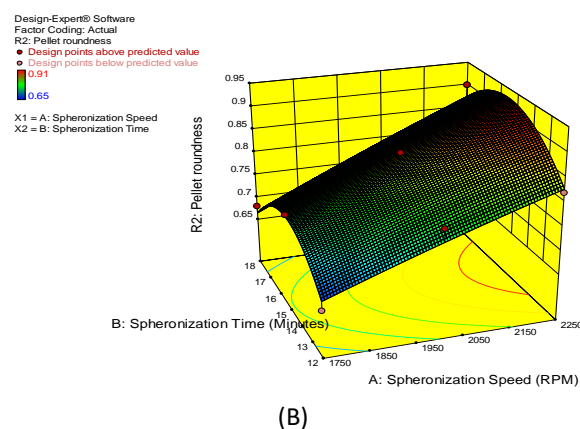 Design-Expert® Software
Factor Coding: Actual
R2: Pellet roundness
Design points above predicted value
Design points below predicted value
0.91
0.65
X1 = A: Spheronization Speed
X2 = B: Spheronization Time
0.95
0.9
0.85
0.8
0.75
0.7
0.65
R2: Pellet roundness
18
17
16
15
14
13
12
B: Spheronization Time (Minutes)
1750
1850
1950
2050
2150
2250
A: Spheronization Speed (RPM)
(B)